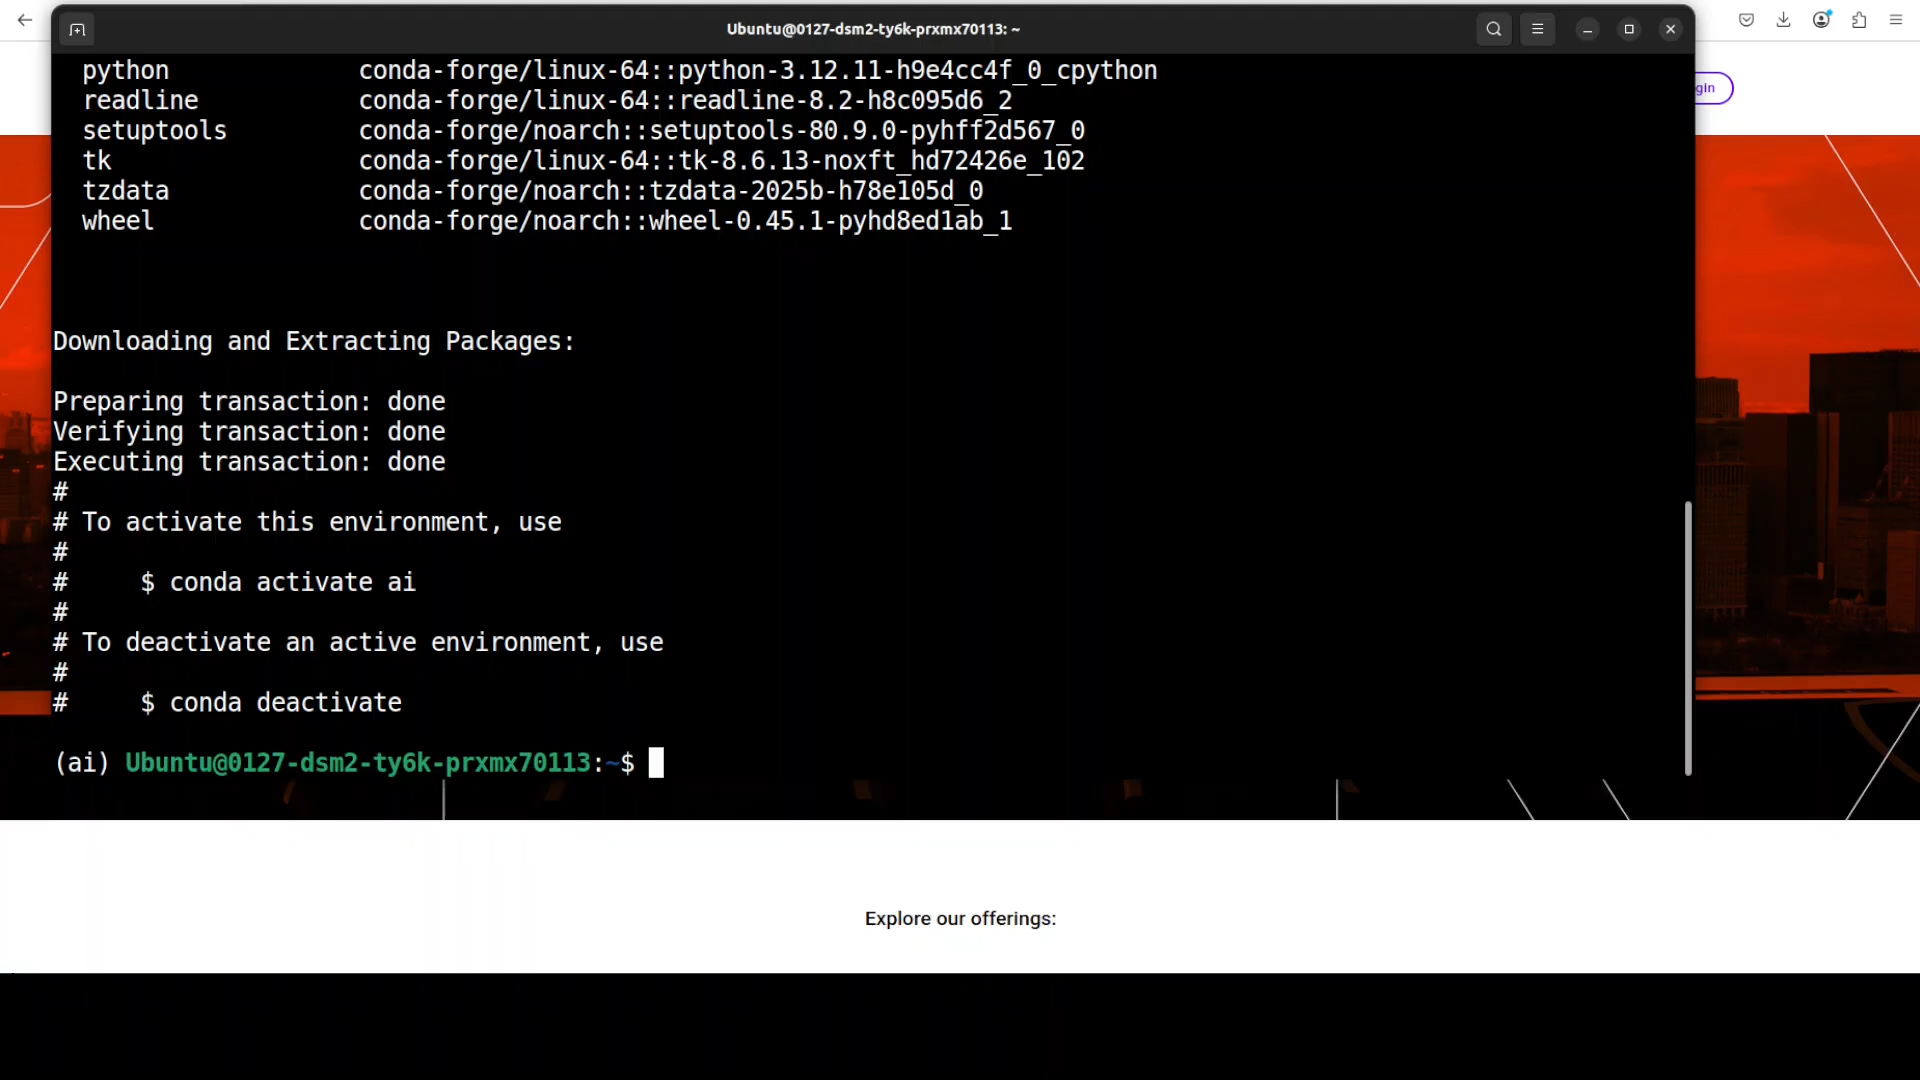 Ubuntu@0127-dsm2-ty6k-prxmx70113: ~
gin
python conda-forge/linux-64::python-3.12.11-h9e4cc4f_0_cpython
readline conda-forge/linux-64::readline-8.2-h8c095d6_2
setuptools conda-forge/noarch::setuptools-80.9.0-pyhff2d567_0
tk conda-forge/linux-64::tk-8.6.13-noxft_hd72426e_102
tzdata conda-forge/noarch::tzdata-2025b-h78e105d_0
wheel conda-forge/noarch::wheel-0.45.1-pyhd8ed1ab_1
Downloading and Extracting Packages:
Preparing transaction: done
Verifying transaction: done
Executing transaction: done
#
# To activate this environment, use
#
# $ conda activate ai
#
# To deactivate an active environment, use
#
# $ conda deactivate
(ai) Ubuntu@0127-dsm2-ty6k-prxmx70113:~$
Explore our offerings: